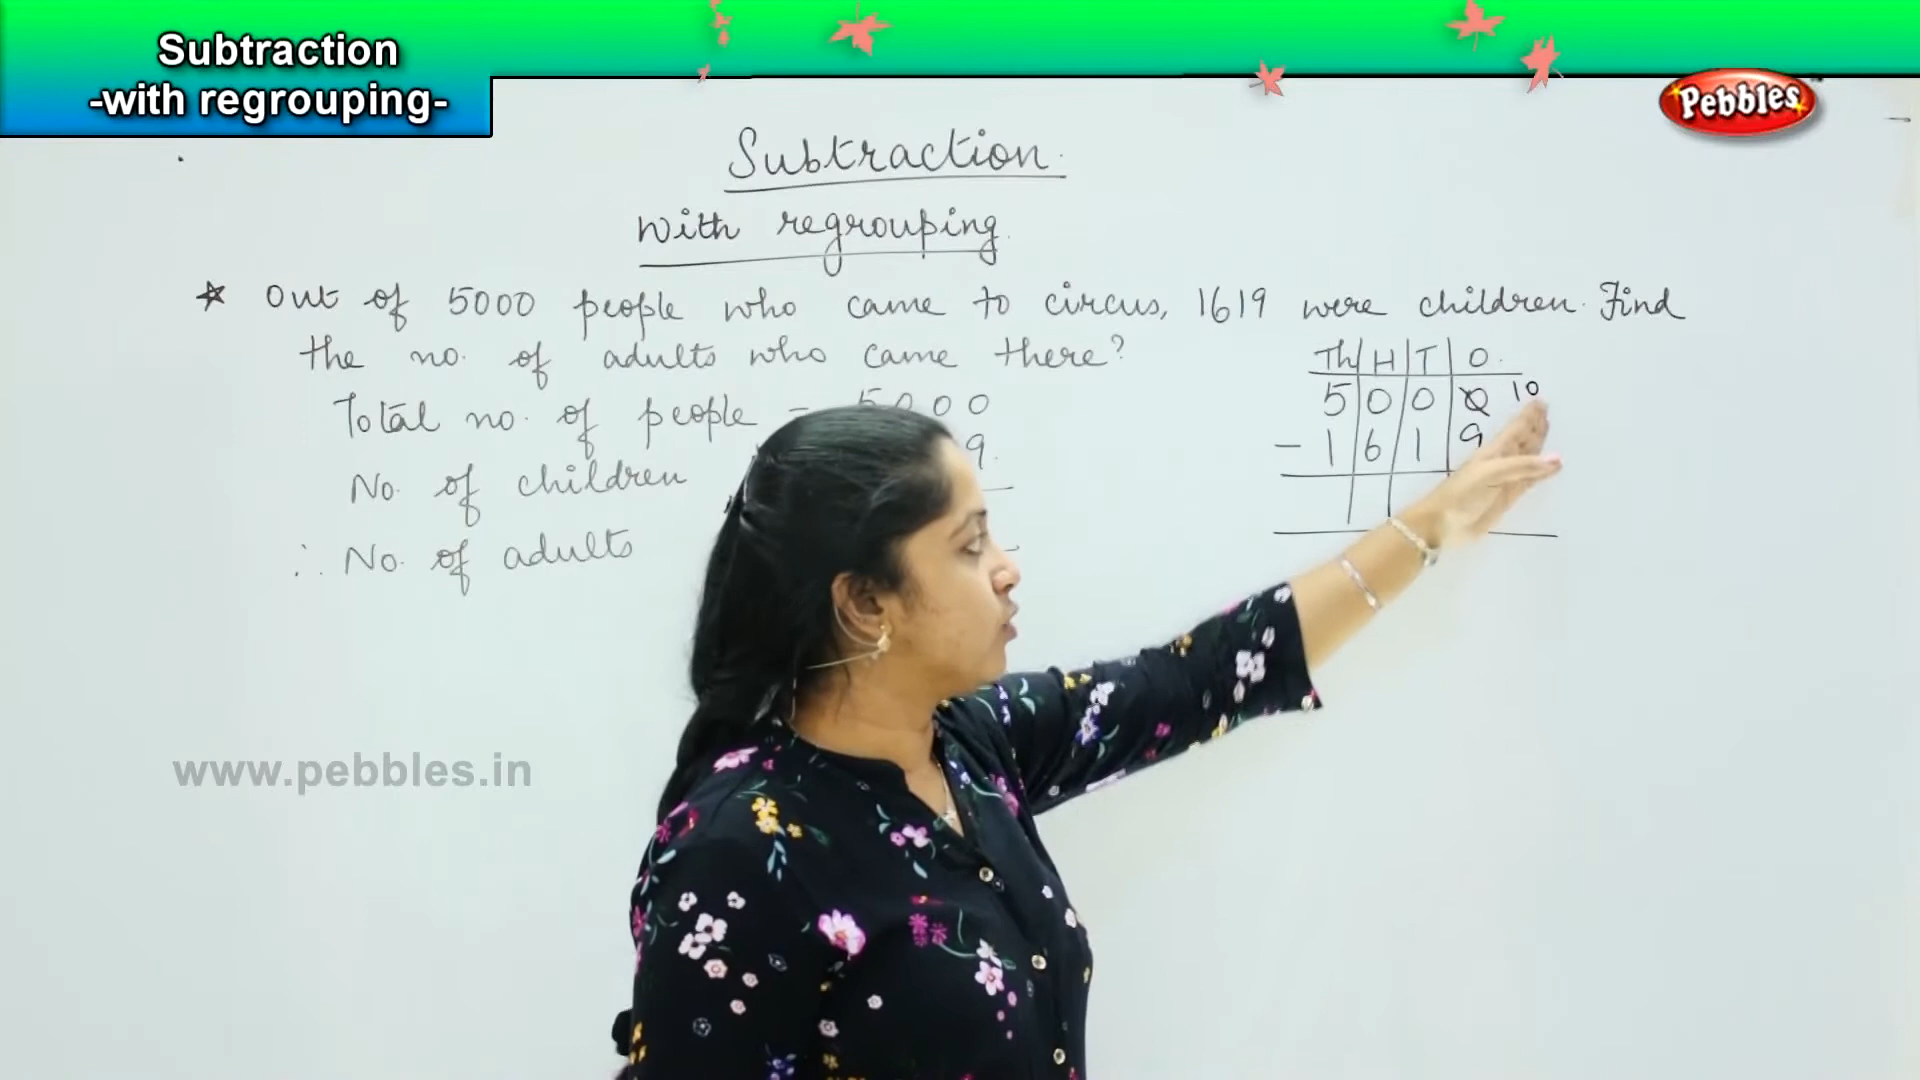 Subtraction
-with regrouping-
Pebbles
Subtraction
With regrouping
Out of 5000 people who came to circus, 1619 were children. Find
the no. of adults who came there?
Th H T O
5 0 0 0 10
- 1 6 1 9
Total no. of people - 5000
No. of children 9
∴ No. of adults
www.pebbles.in